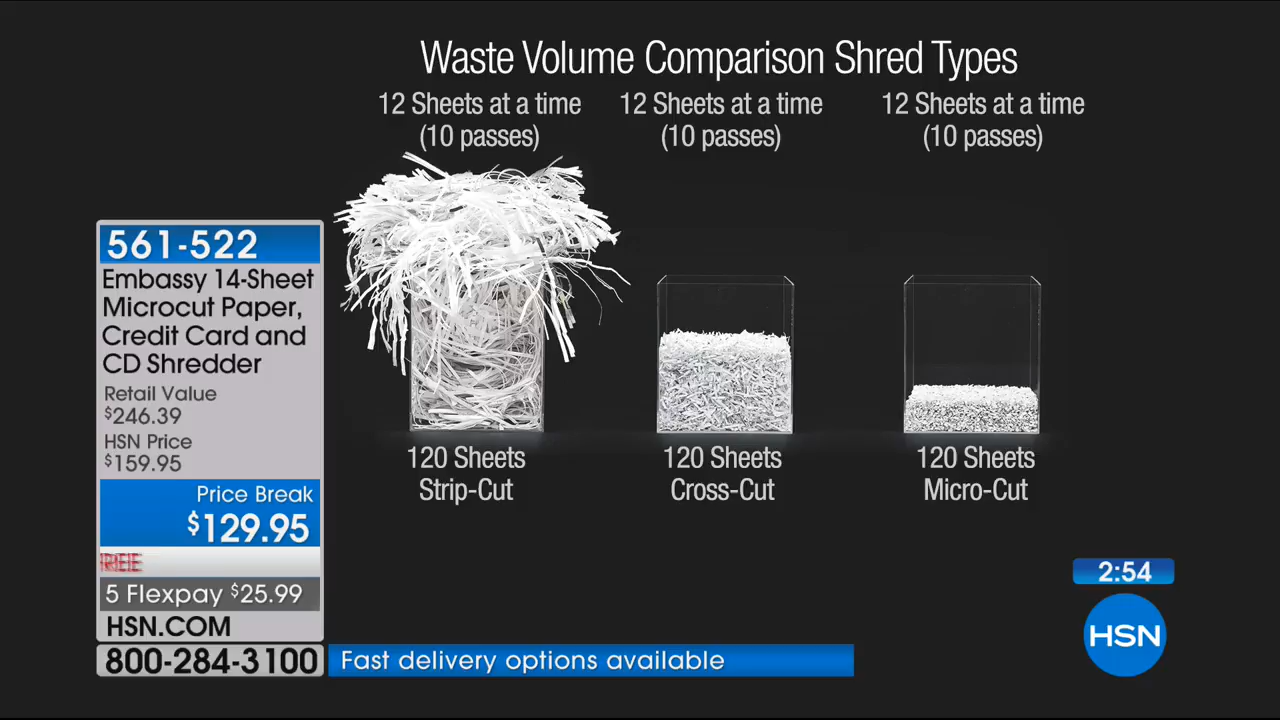 Waste Volume Comparison Shred Types
12 Sheets at a time
(10 passes)
12 Sheets at a time
(10 passes)
12 Sheets at a time
(10 passes)
120 Sheets
Strip-Cut
120 Sheets
Cross-Cut
120 Sheets
Micro-Cut
561-522
Embassy 14-Sheet
Microcut Paper,
Credit Card and
CD Shredder
Retail Value
$246.39
HSN Price
$159.95
Price Break
$129.95
5 Flexpay $25.99
HSN.COM
800-284-3100
Fast delivery options available
2:54
HSN